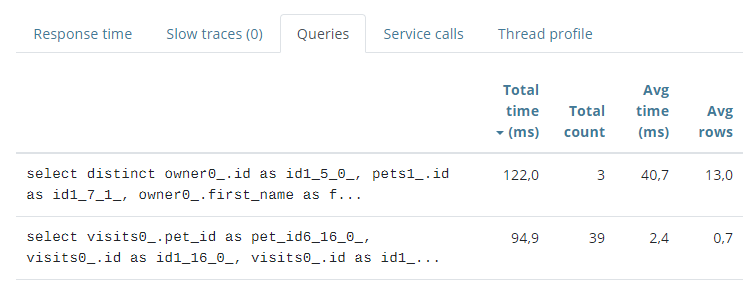 Response time Slow traces (0) Queries Service calls Thread profile
Total time (ms) Total count Avg time (ms) Avg rows
select distinct owner0_.id as id1_5_0_, pets1_.id 122,0 3 40,7 13,0
as id1_7_1_, owner0_.first_name as f...
select visits0_.pet_id as pet_id6_16_0_, 94,9 39 2,4 0,7
visits0_.id as id1_16_0_, visits0_.id as id1_...